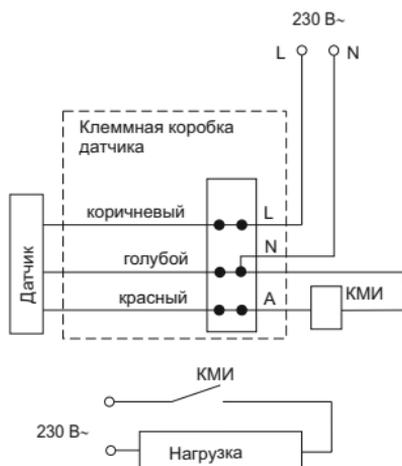 230 В~
L N
Клеммная коробка
датчика
коричневый L
голубой N
красный A
КМИ
Датчик
КМИ
230 В~
Нагрузка